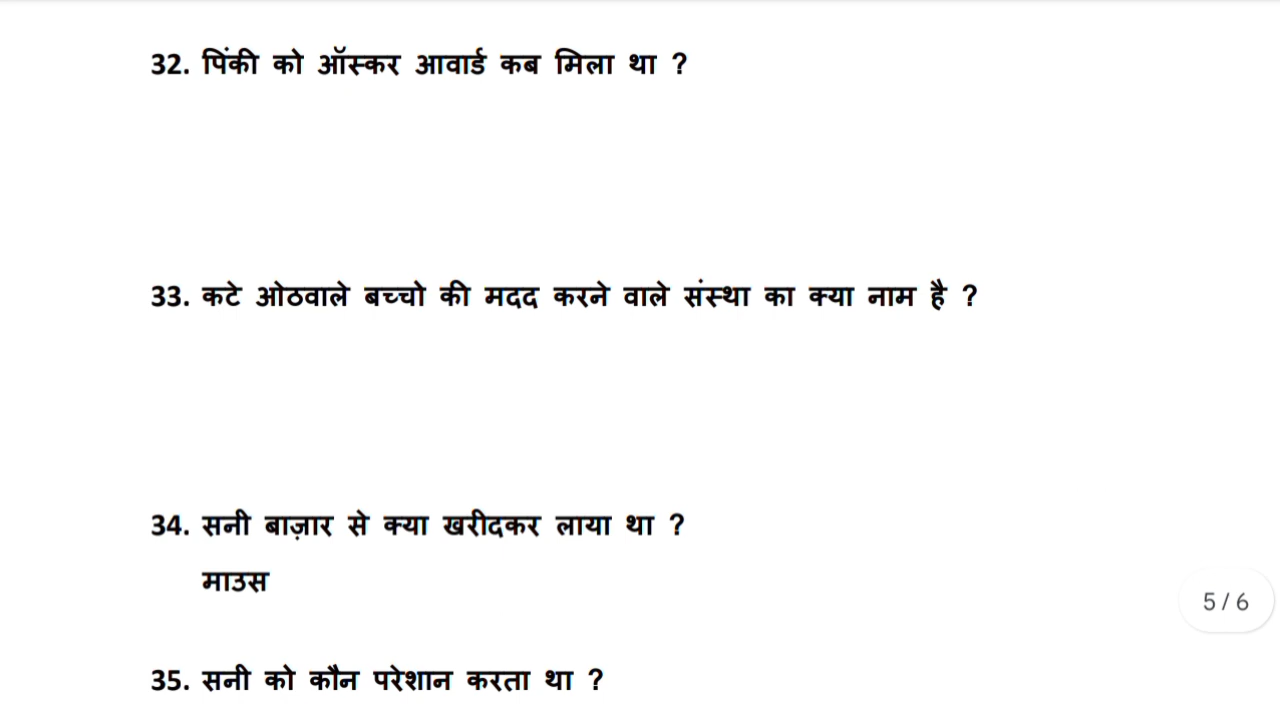 32. पिंकी को ऑस्कर आवार्ड कब मिला था ?
33. कटे ओठवाले बच्चो की मदद करने वाले संस्था का क्या नाम है ?
34. सनी बाज़ार से क्या खरीदकर लाया था ?
माउस
5 / 6
35. सनी को कौन परेशान करता था ?